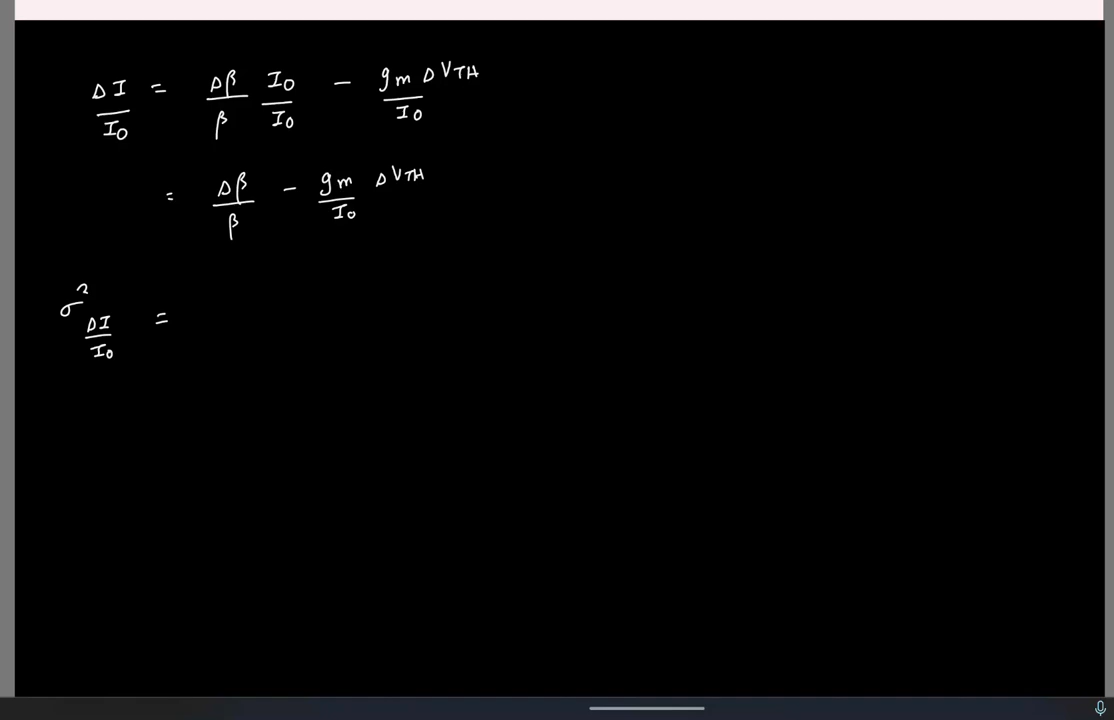 ΔI/I0 = Δβ/β I0/I0 − gm ΔVTH/I0
= Δβ/β − gm/I0 ΔVTH
σ²ΔI/I0 =